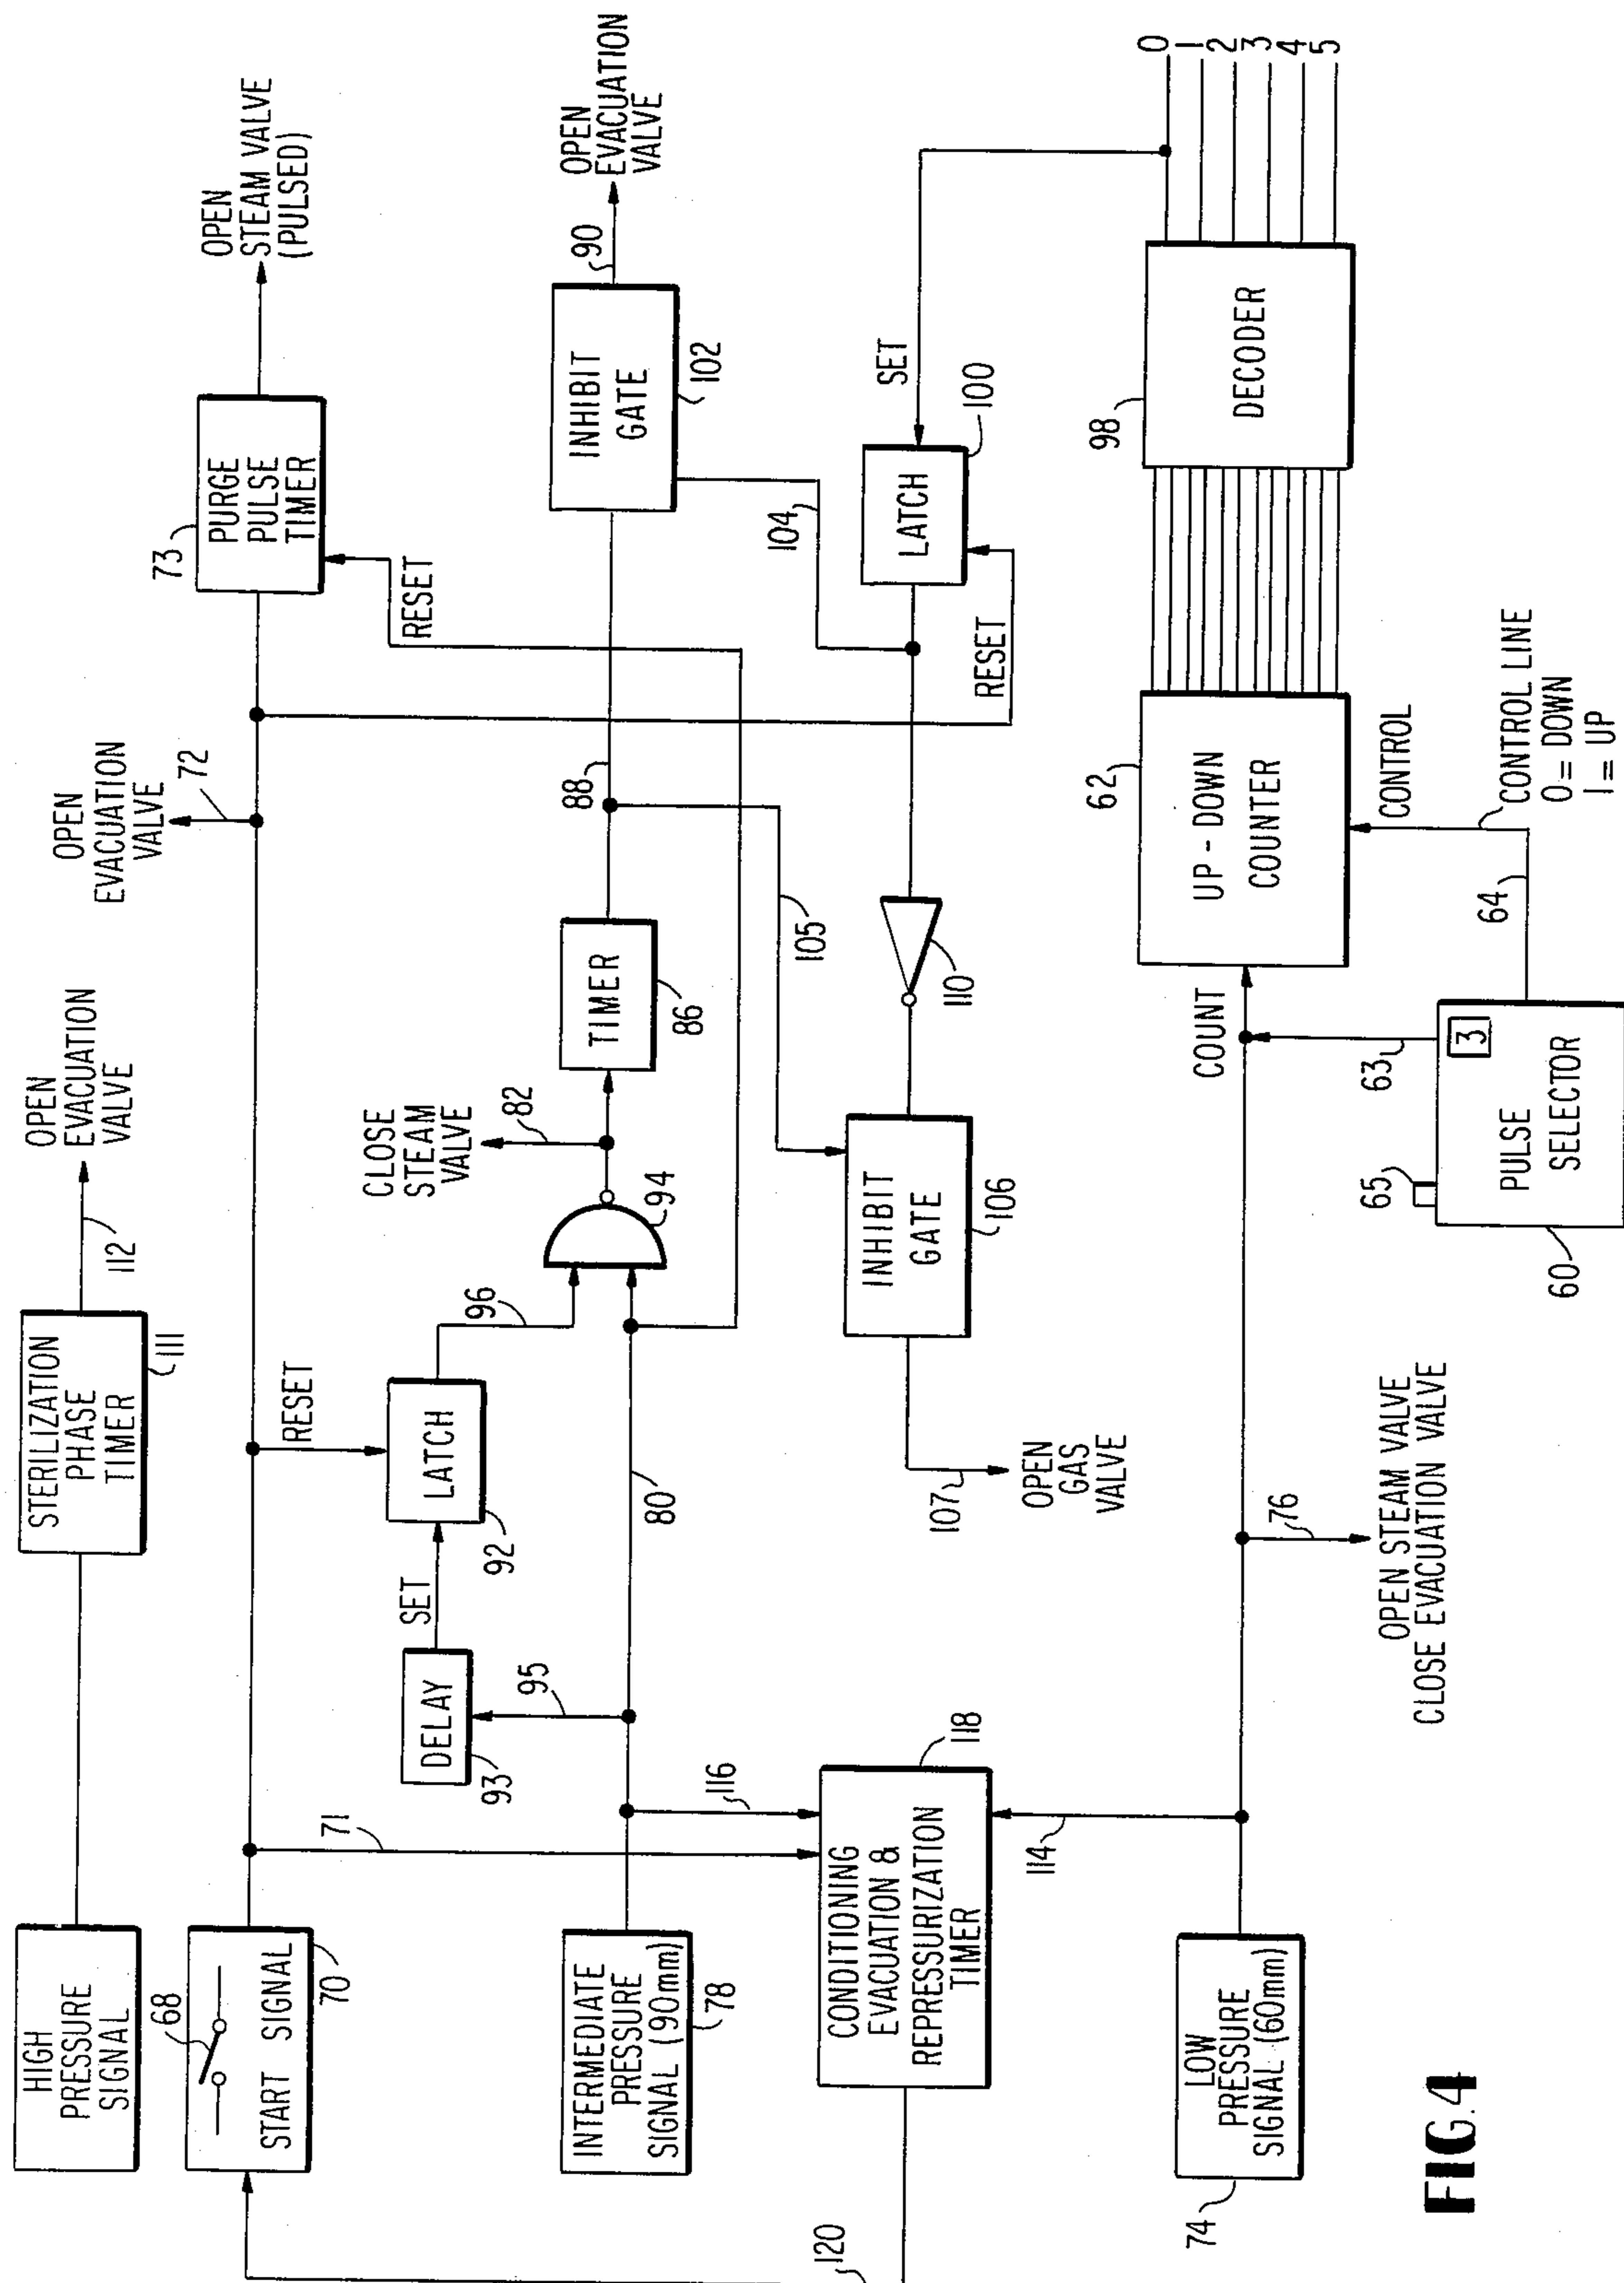 HIGH
PRESSURE
SIGNAL
STERILIZATION
PHASE
TIMER
111
112
OPEN
EVACUATION
VALVE
68
START SIGNAL
70
71
RESET
OPEN
EVACUATION
VALVE
72
73
PURGE
PULSE
TIMER
RESET
OPEN
STEAM VALVE
(PULSED)
DELAY
93
95
SET
LATCH
92
96
94
CLOSE
STEAM
VALVE
82
TIMER
86
88
INHIBIT
GATE
102
90
OPEN
EVACUATION
VALVE
INTERMEDIATE
PRESSURE
SIGNAL (90mm)
78
80
116
105
104
CONDITIONING
EVACUATION &
REPRESSURIZATION
TIMER
118
114
120
INHIBIT
GATE
106
107
OPEN
GAS
VALVE
110
LATCH
100
SET
RESET
LOW
PRESSURE
SIGNAL (60mm)
74
76
OPEN STEAM VALVE
CLOSE EVACUATION VALVE
COUNT
UP-DOWN
COUNTER
62
DECODER
98
0
1
2
3
4
5
65
3
PULSE
SELECTOR
60
63
64
CONTROL
CONTROL LINE
0 = DOWN
1 = UP
FIG.4